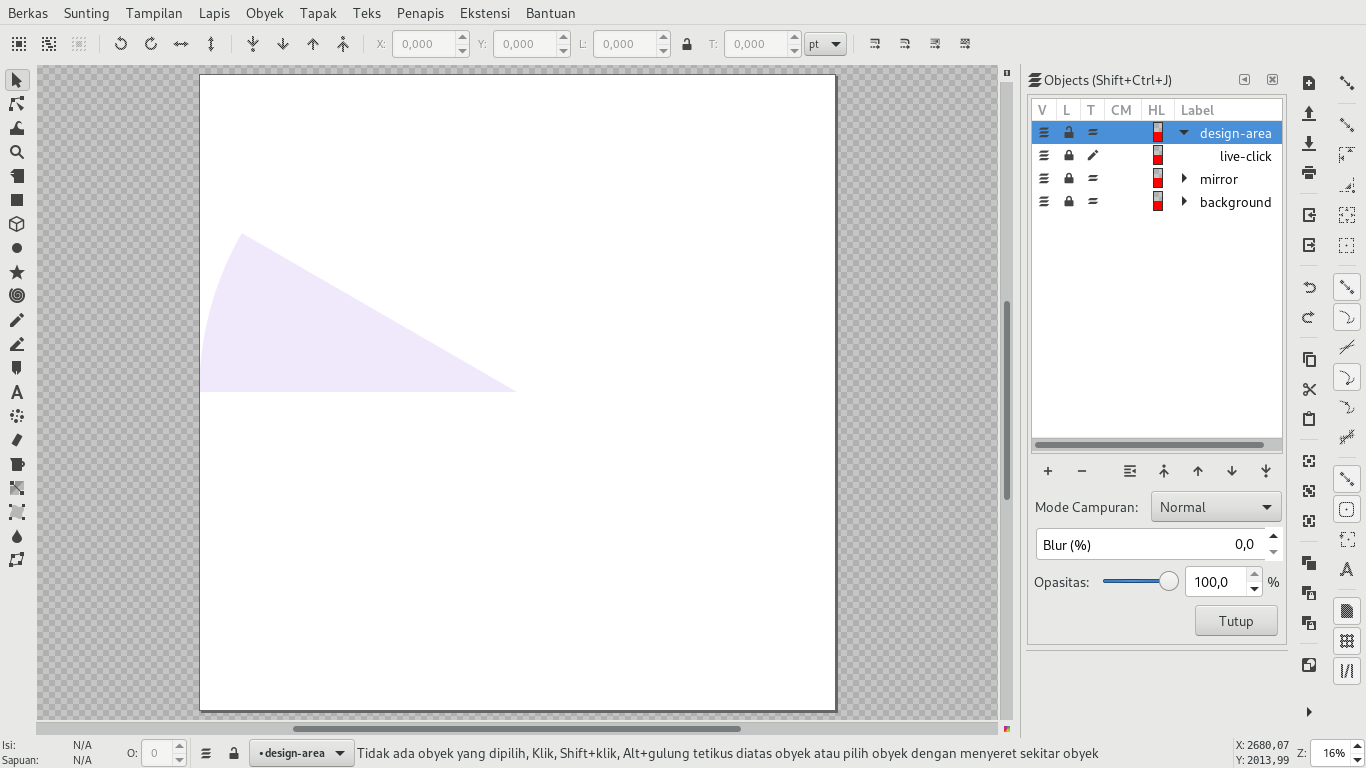 Berkas Sunting Tampilan Lapis Obyek Tapak Teks Penapis Ekstensi Bantuan
X: 0,000 Y: 0,000 L: 0,000 T: 0,000 pt
Objects (Shift+Ctrl+J)
V L T CM HL Label
design-area
live-click
mirror
background
Mode Campuran: Normal
Blur (%) 0,0
Opasitas: 100,0 %
Tutup
Isi: N/A
Sapuan: N/A
O: 0
•design-area
Tidak ada obyek yang dipilih, Klik, Shift+klik, Alt+gulung tetikus diatas obyek atau pilih obyek dengan menyeret sekitar obyek
X: 2680,07
Y: 2013,99
Z: 16%